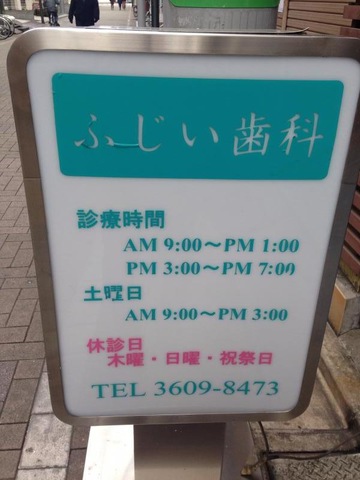 ふじい歯科
診療時間
AM 9:00～PM 1:00
PM 3:00～PM 7:00
土曜日
AM 9:00～PM 3:00
休診日
木曜・日曜・祝祭日
TEL 3609-8473